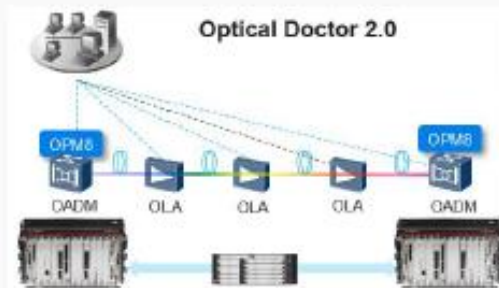 Optical Doctor 2.0
OPM8 OPM8
OADM OLA OLA OLA OADM